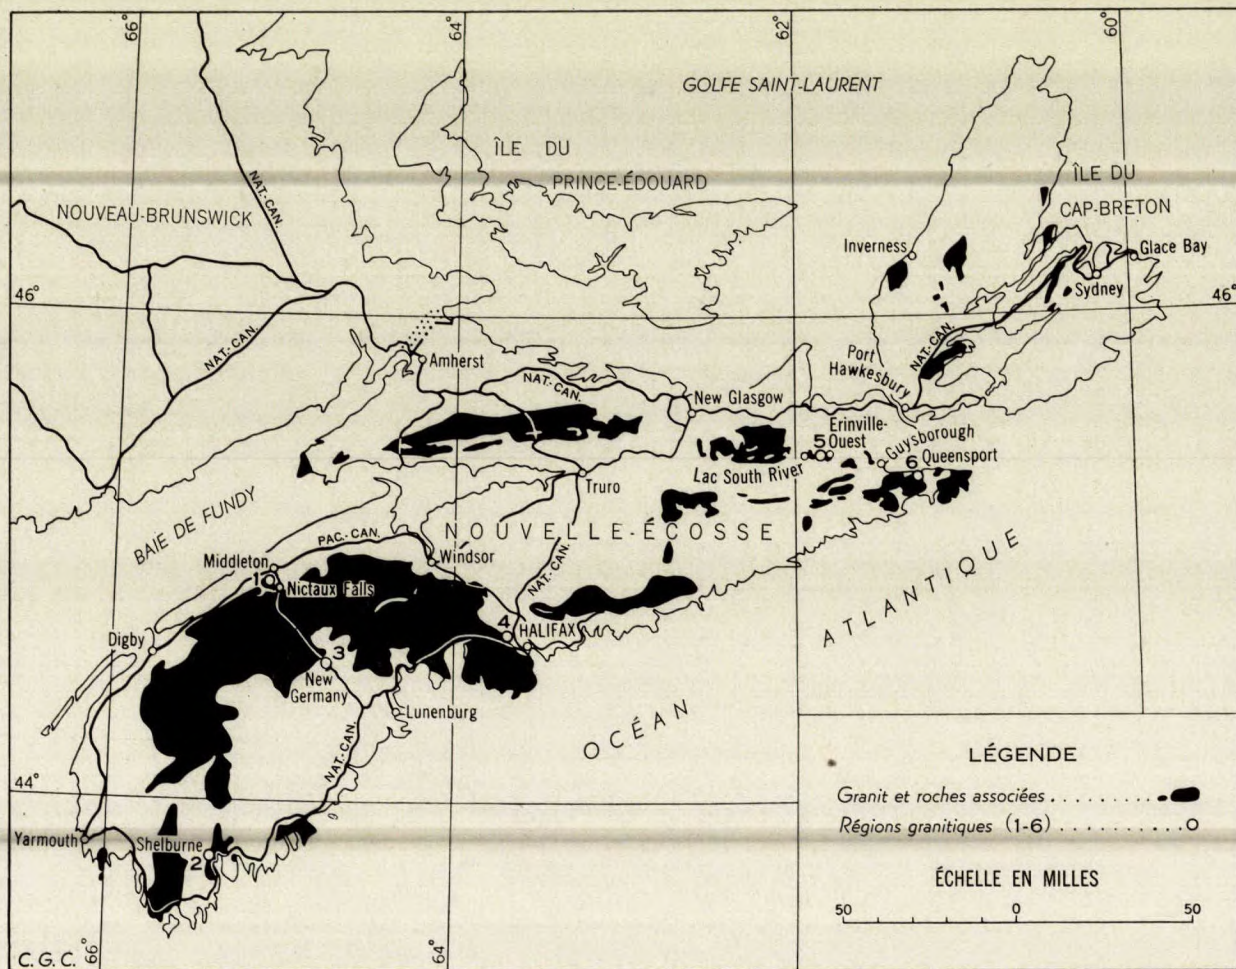 66°
64°
62°
60°
GOLFE SAINT-LAURENT
ÎLE DU
PRINCE-ÉDOUARD
ÎLE DU
CAP-BRETON
NOUVEAU-BRUNSWICK
NAT.-CAN.
Inverness
Glace Bay
Sydney
46°
46°
NAT.-CAN.
NAT.-CAN.
Port
Hawkesbury
Amherst
NAT.-CAN.
New Glasgow
Erinville-
Ouest
5
Guysborough
Lac South River
6 Queensport
Truro
BAIE DE FUNDY
NOUVELLE-ÉCOSSE
PAC.-CAN.
Windsor
NAT.-CAN.
Middleton
1
Nictaux Falls
ATLANTIQUE
4
HALIFAX
Digby
3
New
Germany
Lunenburg
OCÉAN
NAT.-CAN.
44°
Yarmouth
Shelburne
2
LÉGENDE
Granit et roches associées . . . . . . . . . .
Régions granitiques (1-6) . . . . . . . . . . .
ÉCHELLE EN MILLES
50 0 50
C.G.C.
66°
64°